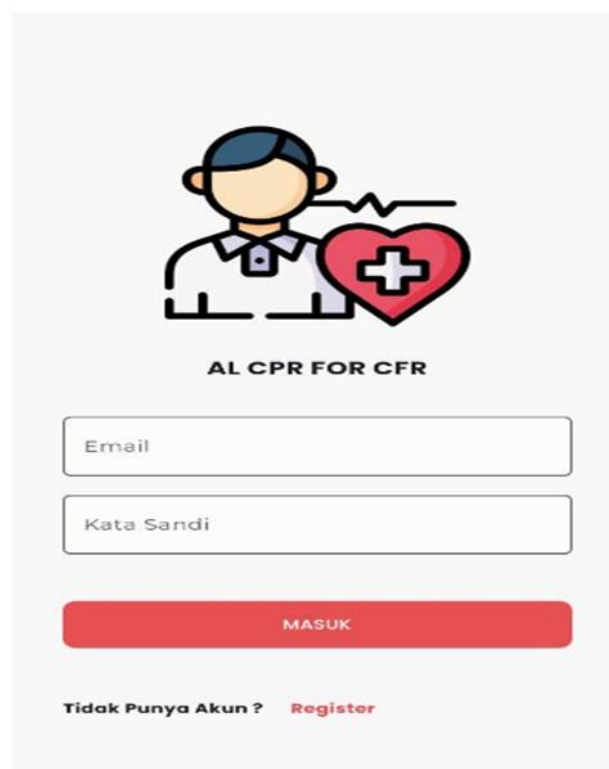 AL CPR FOR CFR
Email
Kata Sandi
MASUK
Tidak Punya Akun ? Register